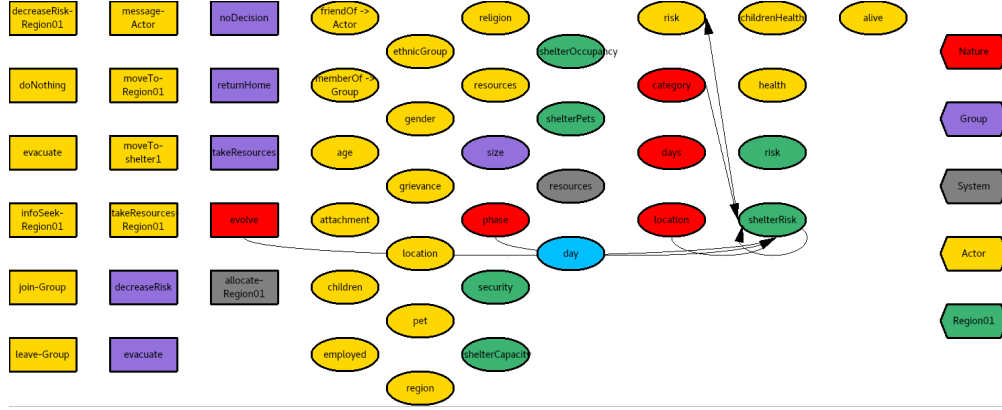 decreaseRisk-
Region01
message-
Actor
noDecision
friendOf ->
Actor
religion
risk
childrenHealth
alive
ethnicGroup
shelterOccupancy
Nature
doNothing
moveTo-
Region01
returnHome
memberOf ->
Group
resources
category
health
gender
shelterPets
Group
evacuate
moveTo-
shelter1
takeResources
age
size
days
risk
grievance
resources
System
infoSeek-
Region01
takeResources-
Region01
evolve
attachment
phase
location
shelterRisk
location
day
Actor
join-Group
decreaseRisk
allocate-
Region01
children
security
pet
Region01
leave-Group
evacuate
employed
shelterCapacity
region